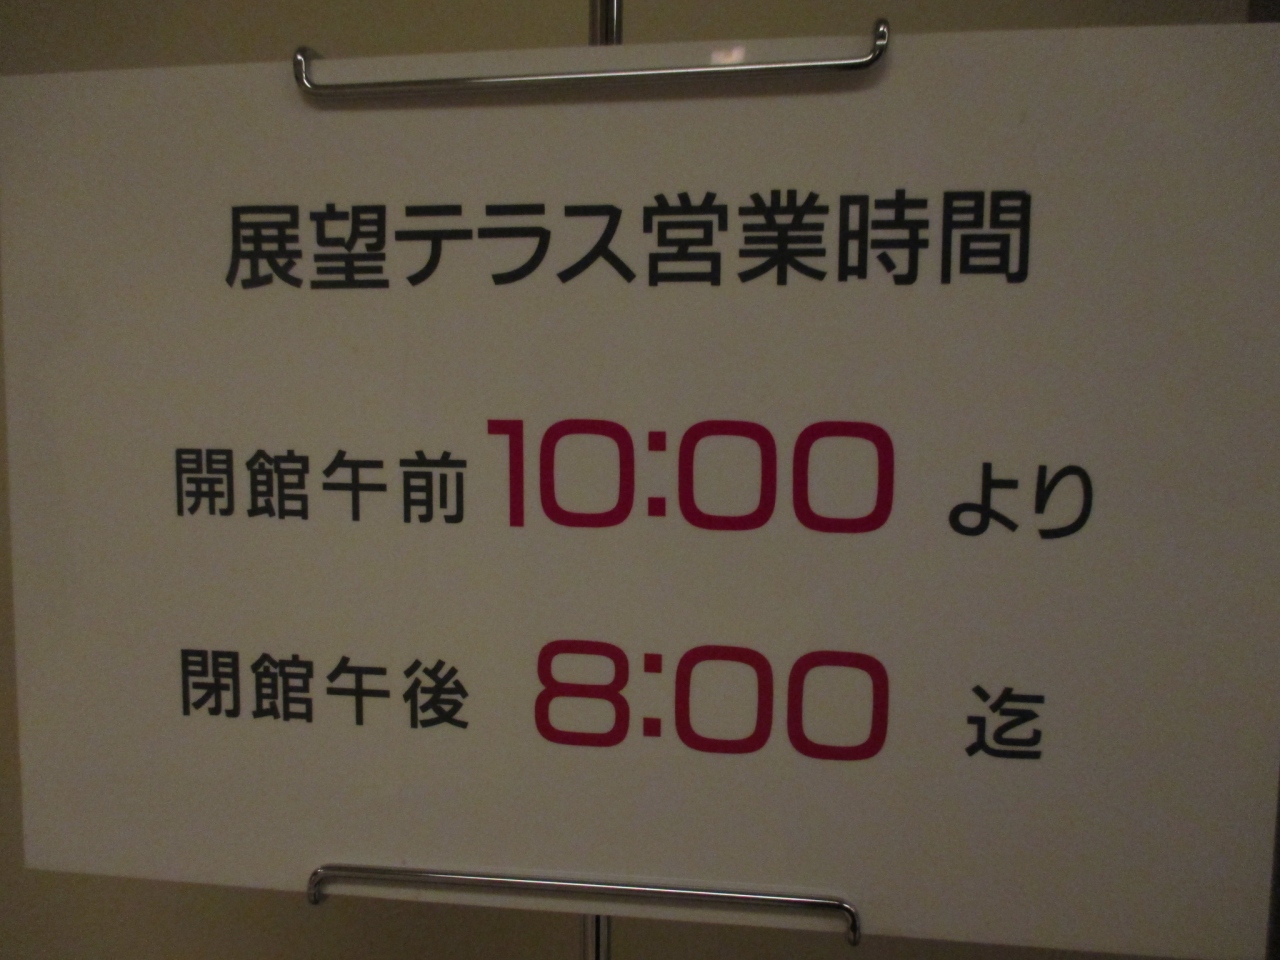 展望テラス営業時間
開館午前 10:00 より
閉館午後 8:00 迄